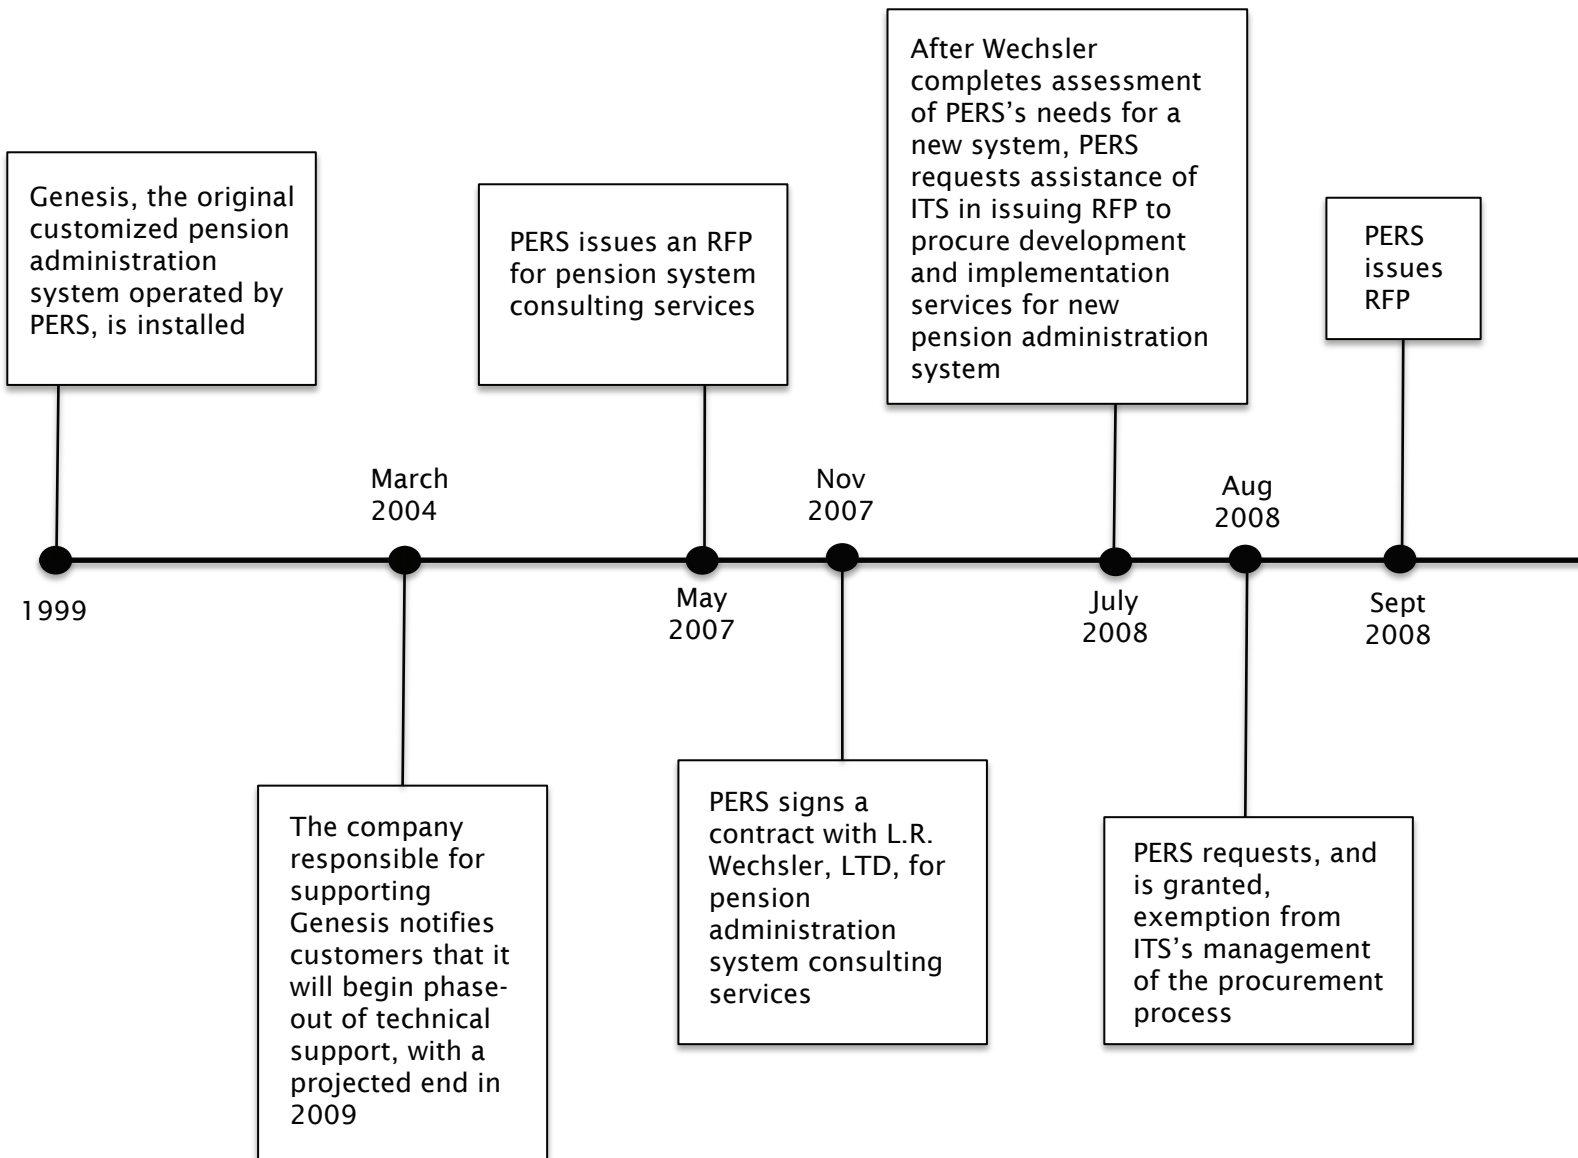 Genesis, the original
customized pension
administration
system operated by
PERS, is installed
1999
March
2004
The company
responsible for
supporting
Genesis notifies
customers that it
will begin phase-
out of technical
support, with a
projected end in
2009
PERS issues an RFP
for pension system
consulting services
May
2007
Nov
2007
PERS signs a
contract with L.R.
Wechsler, LTD, for
pension
administration
system consulting
services
After Wechsler
completes assessment
of PERS’s needs for a
new system, PERS
requests assistance of
ITS in issuing RFP to
procure development
and implementation
services for new
pension administration
system
July
2008
Aug
2008
PERS requests, and
is granted,
exemption from
ITS’s management
of the procurement
process
PERS
issues
RFP
Sept
2008